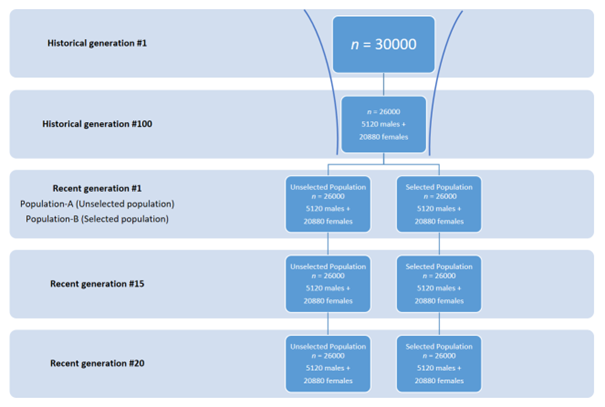 Historical generation #1
n = 30000
Historical generation #100
n = 26000
5120 males +
20880 females
Recent generation #1
Population-A (Unselected population)
Population-B (Selected population)
Unselected Population
n = 26000
5120 males +
20880 females
Selected Population
n = 26000
5120 males +
20880 females
Recent generation #15
Unselected Population
n = 26000
5120 males +
20880 females
Selected Population
n = 26000
5120 males +
20880 females
Recent generation #20
Unselected Population
n = 26000
5120 males +
20880 females
Selected Population
n = 26000
5120 males +
20880 females